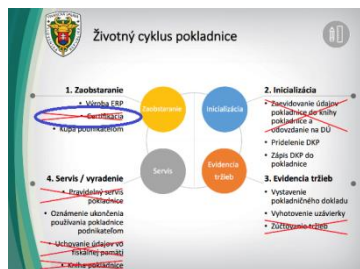 Životný cyklus pokladnice
1. Zaobstaranie
• Výroba ERP
• Certifikácia
• Kúpa podnikateľom
Zaobstaranie
Inicializácia
2. Inicializácia
• Zaevidovanie údajov
pokladnice do knihy
pokladnice a
odovzdanie na DÚ
• Pridelenie DKP
• Zápis DKP do
pokladnice
4. Servis / vyradenie
• Pravidelný servis
pokladnice
• Oznámenie ukončenia
používania pokladnice
podnikateľom
• Uchovanie údajov vo
fiškálnej pamäti
• Kniha pokladnice
Servis
Evidencia
tržieb
3. Evidencia tržieb
• Vystavenie
pokladničného dokladu
• Vyhotovenie uzávierky
• Zúčtovanie tržieb